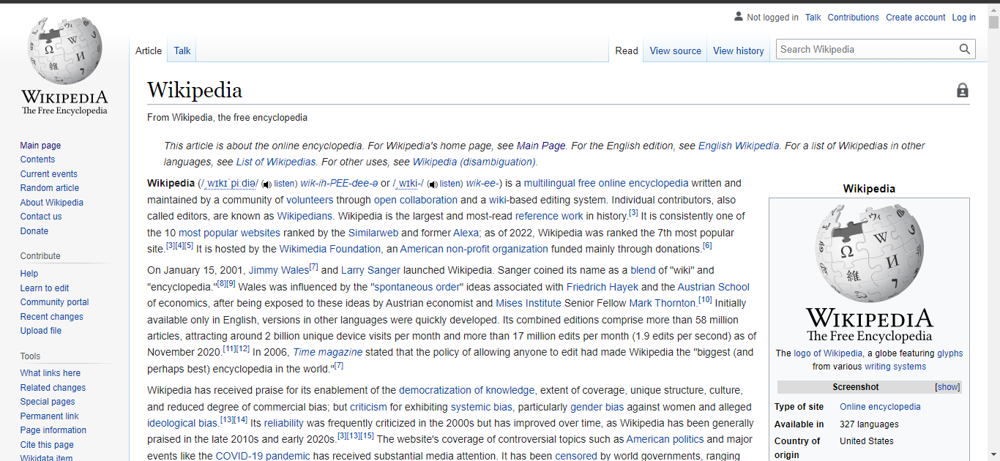 Not logged in Talk Contributions Create account Log in
Article Talk Read View source View history Search Wikipedia
WIKIPEDIA
The Free Encyclopedia
Main page
Contents
Current events
Random article
About Wikipedia
Contact us
Donate
Contribute
Help
Learn to edit
Community portal
Recent changes
Upload file
Tools
What links here
Related changes
Special pages
Permanent link
Page information
Cite this page
Wikidata item
Wikipedia
From Wikipedia, the free encyclopedia
This article is about the online encyclopedia. For Wikipedia's home page, see Main Page. For the English edition, see English Wikipedia. For a list of Wikipedias in other
languages, see List of Wikipedias. For other uses, see Wikipedia (disambiguation).
Wikipedia (/ˌwɪkɪˈpiːdiə/ (listen) wik-ih-PEE-dee-ə or /ˌwɪki-/ (listen) wik-ee-) is a multilingual free online encyclopedia written and
maintained by a community of volunteers through open collaboration and a wiki-based editing system. Individual contributors, also
called editors, are known as Wikipedians. Wikipedia is the largest and most-read reference work in history.[3] It is consistently one of
the 10 most popular websites ranked by the Similarweb and former Alexa; as of 2022, Wikipedia was ranked the 7th most popular
site.[3][4][5] It is hosted by the Wikimedia Foundation, an American non-profit organization funded mainly through donations.[6]
On January 15, 2001, Jimmy Wales[7] and Larry Sanger launched Wikipedia. Sanger coined its name as a blend of "wiki" and
"encyclopedia."[8][9] Wales was influenced by the "spontaneous order" ideas associated with Friedrich Hayek and the Austrian School
of economics, after being exposed to these ideas by Austrian economist and Mises Institute Senior Fellow Mark Thornton.[10] Initially
available only in English, versions in other languages were quickly developed. Its combined editions comprise more than 58 million
articles, attracting around 2 billion unique device visits per month and more than 17 million edits per month (1.9 edits per second) as of
November 2020.[11][12] In 2006, Time magazine stated that the policy of allowing anyone to edit had made Wikipedia the "biggest (and
perhaps best) encyclopedia in the world."[7]
Wikipedia has received praise for its enablement of the democratization of knowledge, extent of coverage, unique structure, culture,
and reduced degree of commercial bias; but criticism for exhibiting systemic bias, particularly gender bias against women and alleged
ideological bias.[13][14] Its reliability was frequently criticized in the 2000s but has improved over time, as Wikipedia has been generally
praised in the late 2010s and early 2020s.[3][13][15] The website's coverage of controversial topics such as American politics and major
events like the COVID-19 pandemic has received substantial media attention. It has been censored by world governments, ranging
Wikipedia
Ω W И 維
WIKIPEDIA
The Free Encyclopedia
The logo of Wikipedia, a globe featuring glyphs
from various writing systems
Screenshot [show]
Type of site Online encyclopedia
Available in 327 languages
Country of United States
origin